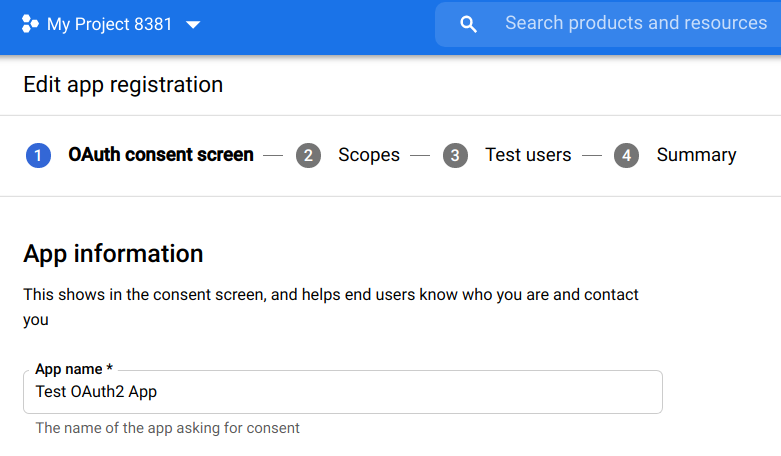 My Project 8381
Search products and resources
Edit app registration
1 OAuth consent screen 2 Scopes 3 Test users 4 Summary
App information
This shows in the consent screen, and helps end users know who you are and contact
you
App name *
Test OAuth2 App
The name of the app asking for consent